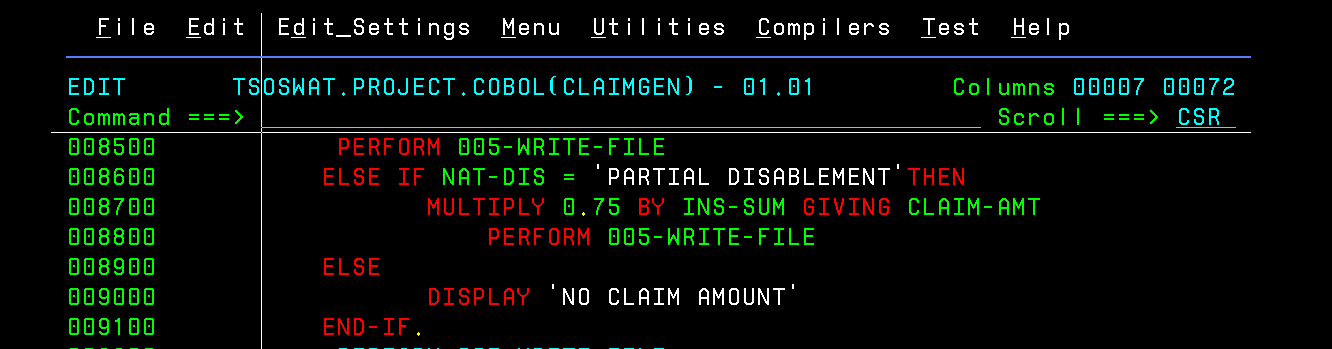 File Edit Edit_Settings Menu Utilities Compilers Test Help
EDIT TSOSWAT.PROJECT.COBOL(CLAIMGEN) - 01.01 Columns 00007 00072
Command ===> Scroll ===> CSR
008500 PERFORM 005-WRITE-FILE
008600 ELSE IF NAT-DIS = 'PARTIAL DISABLEMENT'THEN
008700 MULTIPLY 0.75 BY INS-SUM GIVING CLAIM-AMT
008800 PERFORM 005-WRITE-FILE
008900 ELSE
009000 DISPLAY 'NO CLAIM AMOUNT'
009100 END-IF.